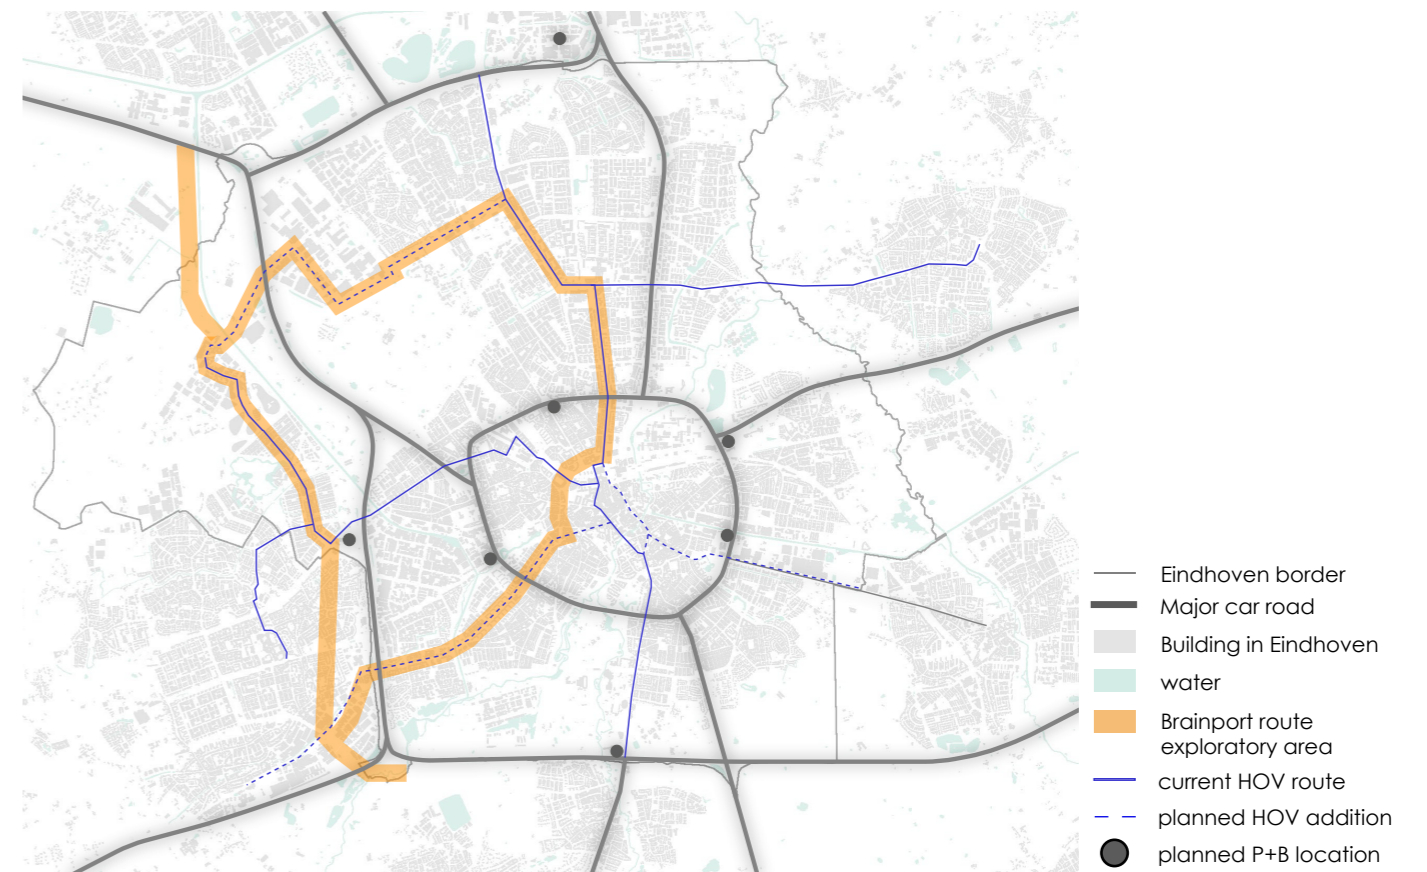 Eindhoven border
Major car road
Building in Eindhoven
water
Brainport route
exploratory area
current HOV route
planned HOV addition
planned P+B location